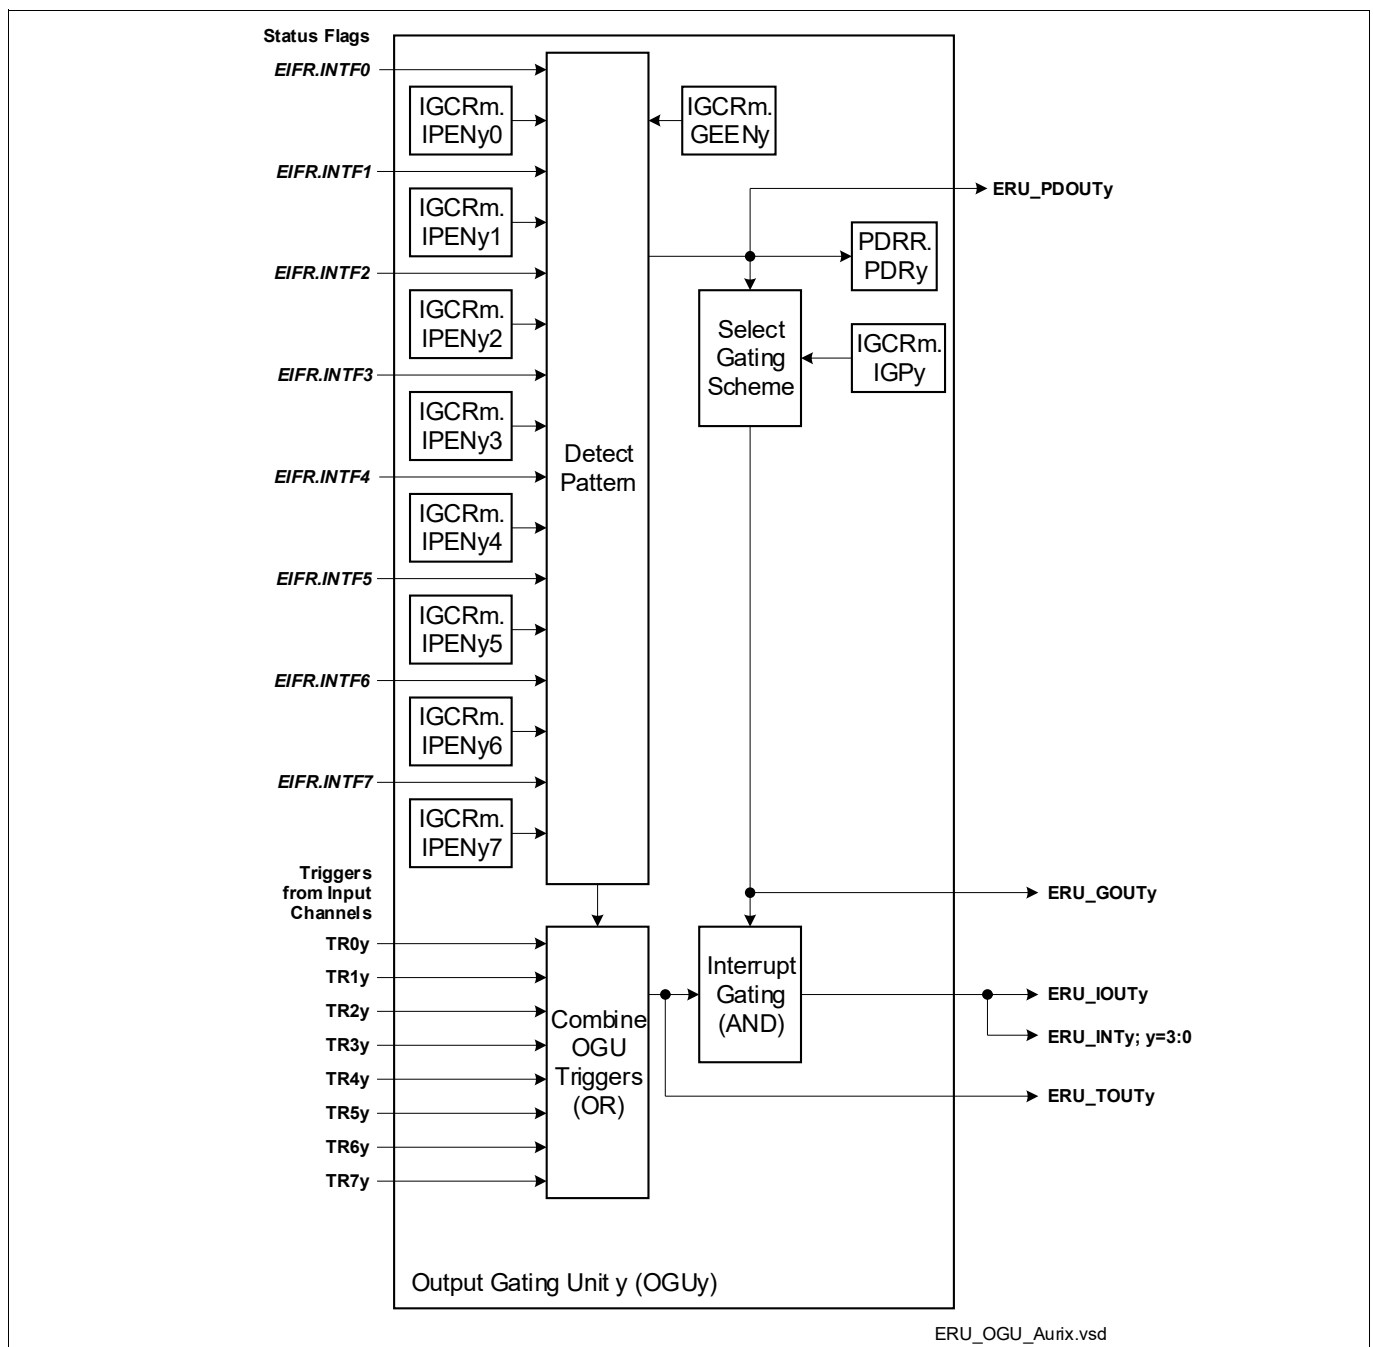 Status Flags
EIFR.INTF0
IGCRm.
IPENy0
IGCRm.
GEENy
EIFR.INTF1
ERU_PDOUTy
IGCRm.
IPENy1
PDRR.
PDRy
EIFR.INTF2
IGCRm.
IPENy2
Select
Gating
Scheme
IGCRm.
IGPy
EIFR.INTF3
IGCRm.
IPENy3
Detect
Pattern
EIFR.INTF4
IGCRm.
IPENy4
EIFR.INTF5
IGCRm.
IPENy5
EIFR.INTF6
IGCRm.
IPENy6
EIFR.INTF7
IGCRm.
IPENy7
Triggers
from Input
Channels
ERU_GOUTy
TR0y
TR1y
TR2y
TR3y
TR4y
TR5y
TR6y
TR7y
Combine
OGU
Triggers
(OR)
Interrupt
Gating
(AND)
ERU_IOUTy
ERU_INTy; y=3:0
ERU_TOUTy
Output Gating Unit y (OGUy)
ERU_OGU_Aurix.vsd